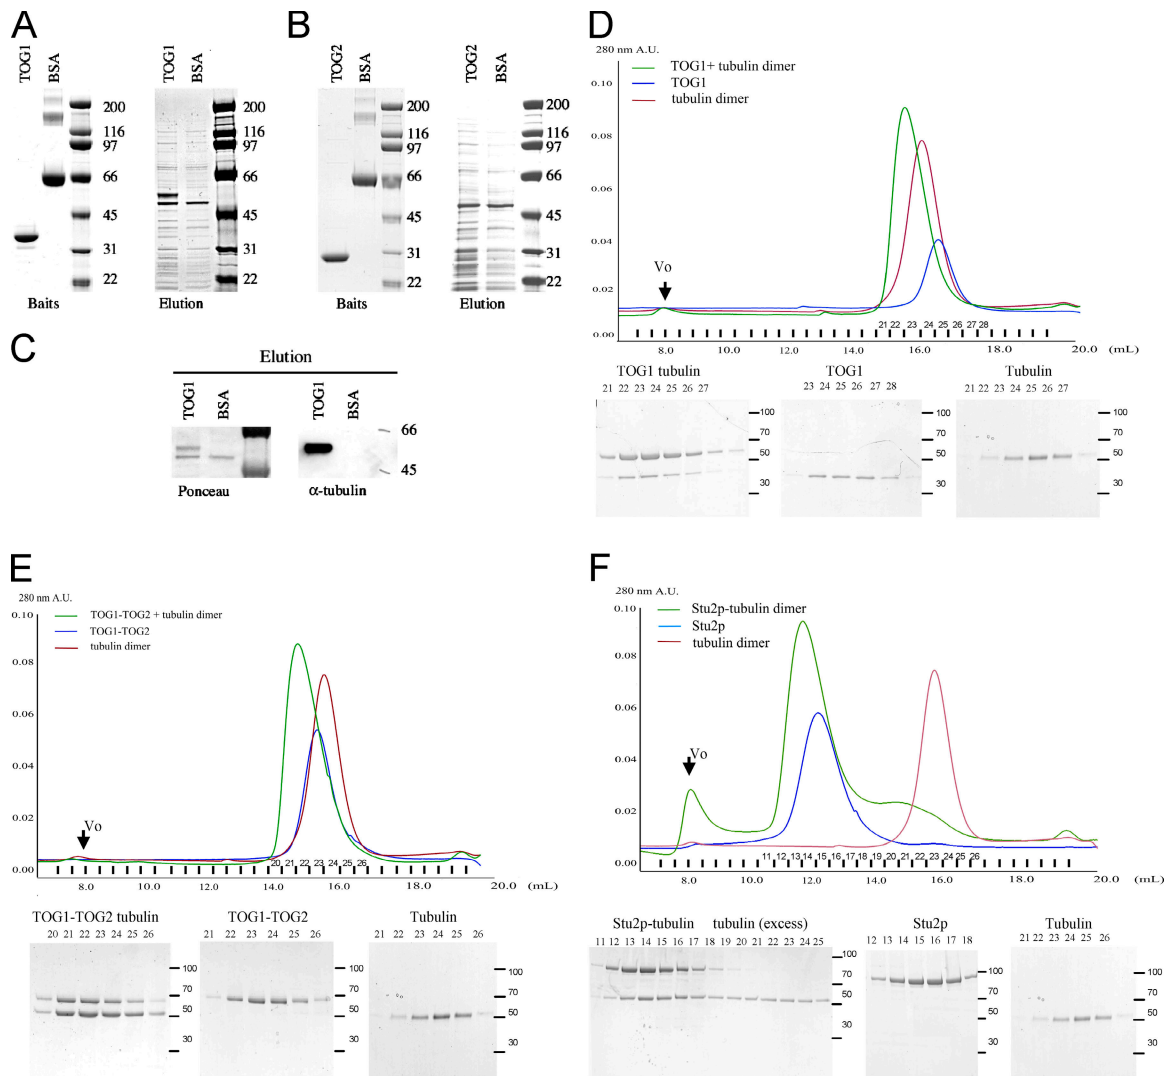 A
TOG1
BSA
TOG1
BSA
200
116
97
66
45
31
22
200
116
97
66
45
31
22
Baits
Elution
B
TOG2
BSA
TOG2
BSA
200
116
97
66
45
31
22
200
116
97
66
45
31
22
Baits
Elution
C
Elution
TOG1
BSA
TOG1
BSA
66
45
Ponceau
α-tubulin
D
280 nm A.U.
TOG1+ tubulin dimer
TOG1
tubulin dimer
0.10
0.08
0.06
0.04
0.02
0.00
Vo
21 22 23 24 25 26 27 28
8.0 10.0 12.0 14.0 16.0 20.0 (mL)
TOG1 tubulin
21 22 23 24 25 26 27
100
70
50
30
TOG1
23 24 25 26 27 28
100
70
50
30
Tubulin
21 22 23 24 25 26 27
100
70
50
30
E
280 nm A.U.
TOG1-TOG2 + tubulin dimer
TOG1-TOG2
tubulin dimer
0.10
0.08
0.06
0.04
0.02
0.00
Vo
20 21 22 23 24 25 26
8.0 10.0 12.0 14.0 16.0 20.0 (mL)
TOG1-TOG2 tubulin
20 21 22 23 24 25 26
100
70
50
30
TOG1-TOG2
21 22 23 24 25 26
100
70
50
30
Tubulin
21 22 23 24 25 26
100
70
50
30
F
280 nm A.U.
Stu2p-tubulin dimer
Stu2p
tubulin dimer
0.10
0.08
0.06
0.04
0.02
0.00
Vo
11 12 13 14 15 16 17 18 19 20 21 22 23 24 25 26
8.0 10.0 12.0 14.0 16.0 20.0 (mL)
Stu2p-tubulin tubulin (excess)
11 12 13 14 15 16 17 18 19 20 21 22 23 24 25
100
70
50
30
Stu2p
12 13 14 15 16 17 18
100
70
50
30
Tubulin
21 22 23 24 25 26
100
70
50
30